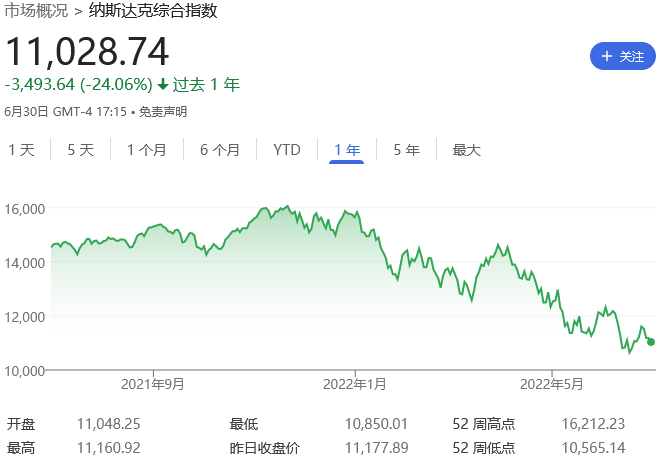 市场概况 > 纳斯达克综合指数
11,028.74
+ 关注
-3,493.64 (-24.06%) ↓ 过去 1 年
6月30日 GMT-4 17:15 • 免责声明
1 天 5 天 1 个月 6 个月 YTD 1 年 5 年 最大
16,000
14,000
12,000
10,000
2021年9月 2022年1月 2022年5月
开盘 11,048.25 最低 10,850.01 52 周高点 16,212.23
最高 11,160.92 昨日收盘价 11,177.89 52 周低点 10,565.14